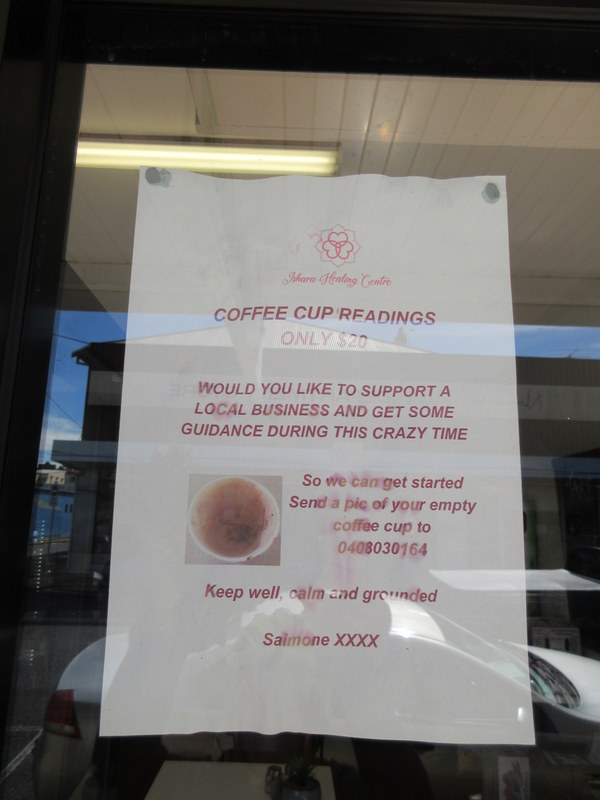 Ishara Healing Centre
COFFEE CUP READINGS
ONLY $20
WOULD YOU LIKE TO SUPPORT A
LOCAL BUSINESS AND GET SOME
GUIDANCE DURING THIS CRAZY TIME
So we can get started
Send a pic of your empty
coffee cup to
0408030164
Keep well, calm and grounded
Saimone XXXX